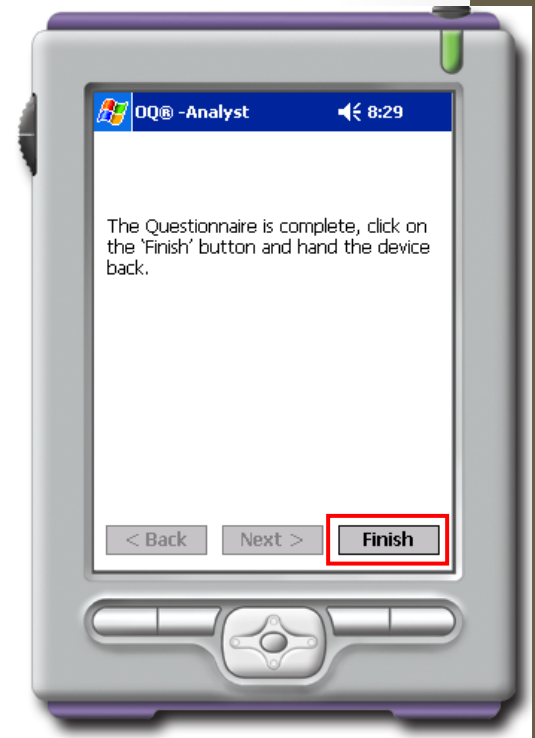 OQ® -Analyst 8:29
The Questionnaire is complete, click on
the ‘Finish’ button and hand the device
back.
< Back Next > Finish